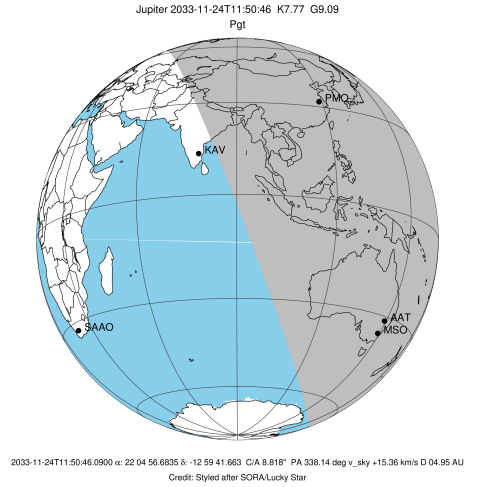 Jupiter 2033-11-24T11:50:46 K7.77 G9.09
Pgt
PMO
KAV
AAT
MSO
SAAO
2033-11-24T11:50:46.0900 α: 22 04 56.6835 δ: -12 59 41.663 C/A 8.818" PA 338.14 deg v_sky +15.36 km/s D 04.95 AU
Credit: Styled after SORA/Lucky Star